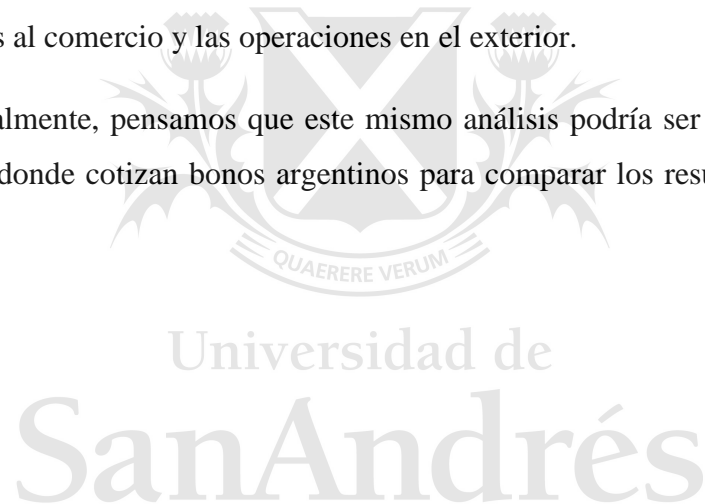 s al comercio y las operaciones en el exterior.
almente, pensamos que este mismo análisis podría ser
donde cotizan bonos argentinos para comparar los resu
QUAERERE VERUM
Universidad de
SanAndrés